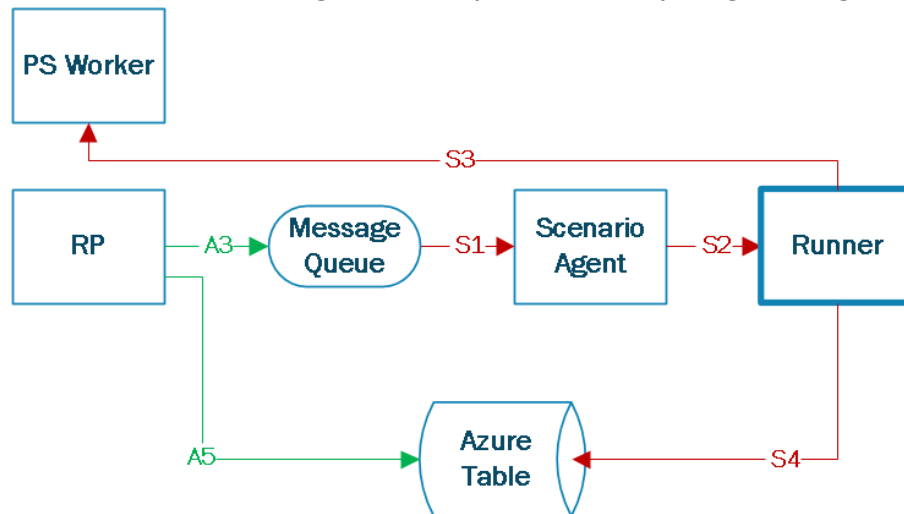 PS Worker
S3
RP
A3
Message
Queue
S1
Scenario
Agent
S2
Runner
A5
Azure
Table
S4